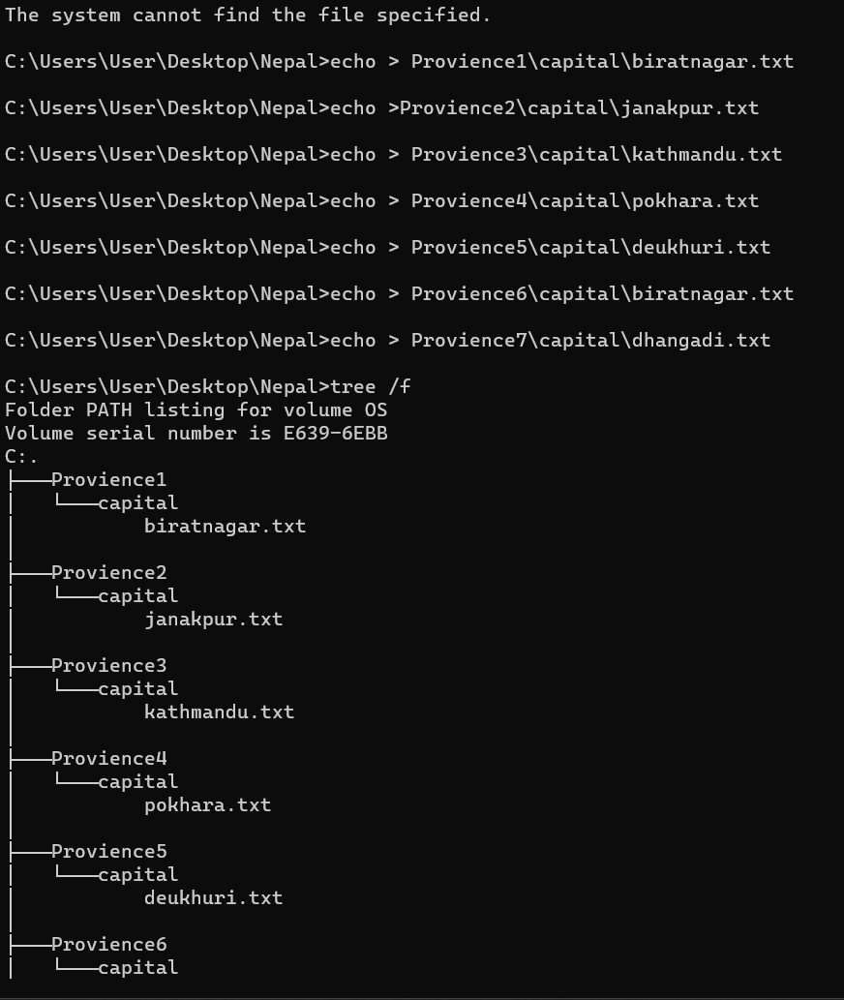 The system cannot find the file specified.
C:\Users\User\Desktop\Nepal>echo > Provience1\capital\biratnagar.txt
C:\Users\User\Desktop\Nepal>echo >Provience2\capital\janakpur.txt
C:\Users\User\Desktop\Nepal>echo > Provience3\capital\kathmandu.txt
C:\Users\User\Desktop\Nepal>echo > Provience4\capital\pokhara.txt
C:\Users\User\Desktop\Nepal>echo > Provience5\capital\deukhuri.txt
C:\Users\User\Desktop\Nepal>echo > Provience6\capital\biratnagar.txt
C:\Users\User\Desktop\Nepal>echo > Provience7\capital\dhangadi.txt
C:\Users\User\Desktop\Nepal>tree /f
Folder PATH listing for volume OS
Volume serial number is E639-6EBB
C:.
├───Provience1
│   └───capital
│           biratnagar.txt
│
├───Provience2
│   └───capital
│           janakpur.txt
│
├───Provience3
│   └───capital
│           kathmandu.txt
│
├───Provience4
│   └───capital
│           pokhara.txt
│
├───Provience5
│   └───capital
│           deukhuri.txt
│
├───Provience6
│   └───capital